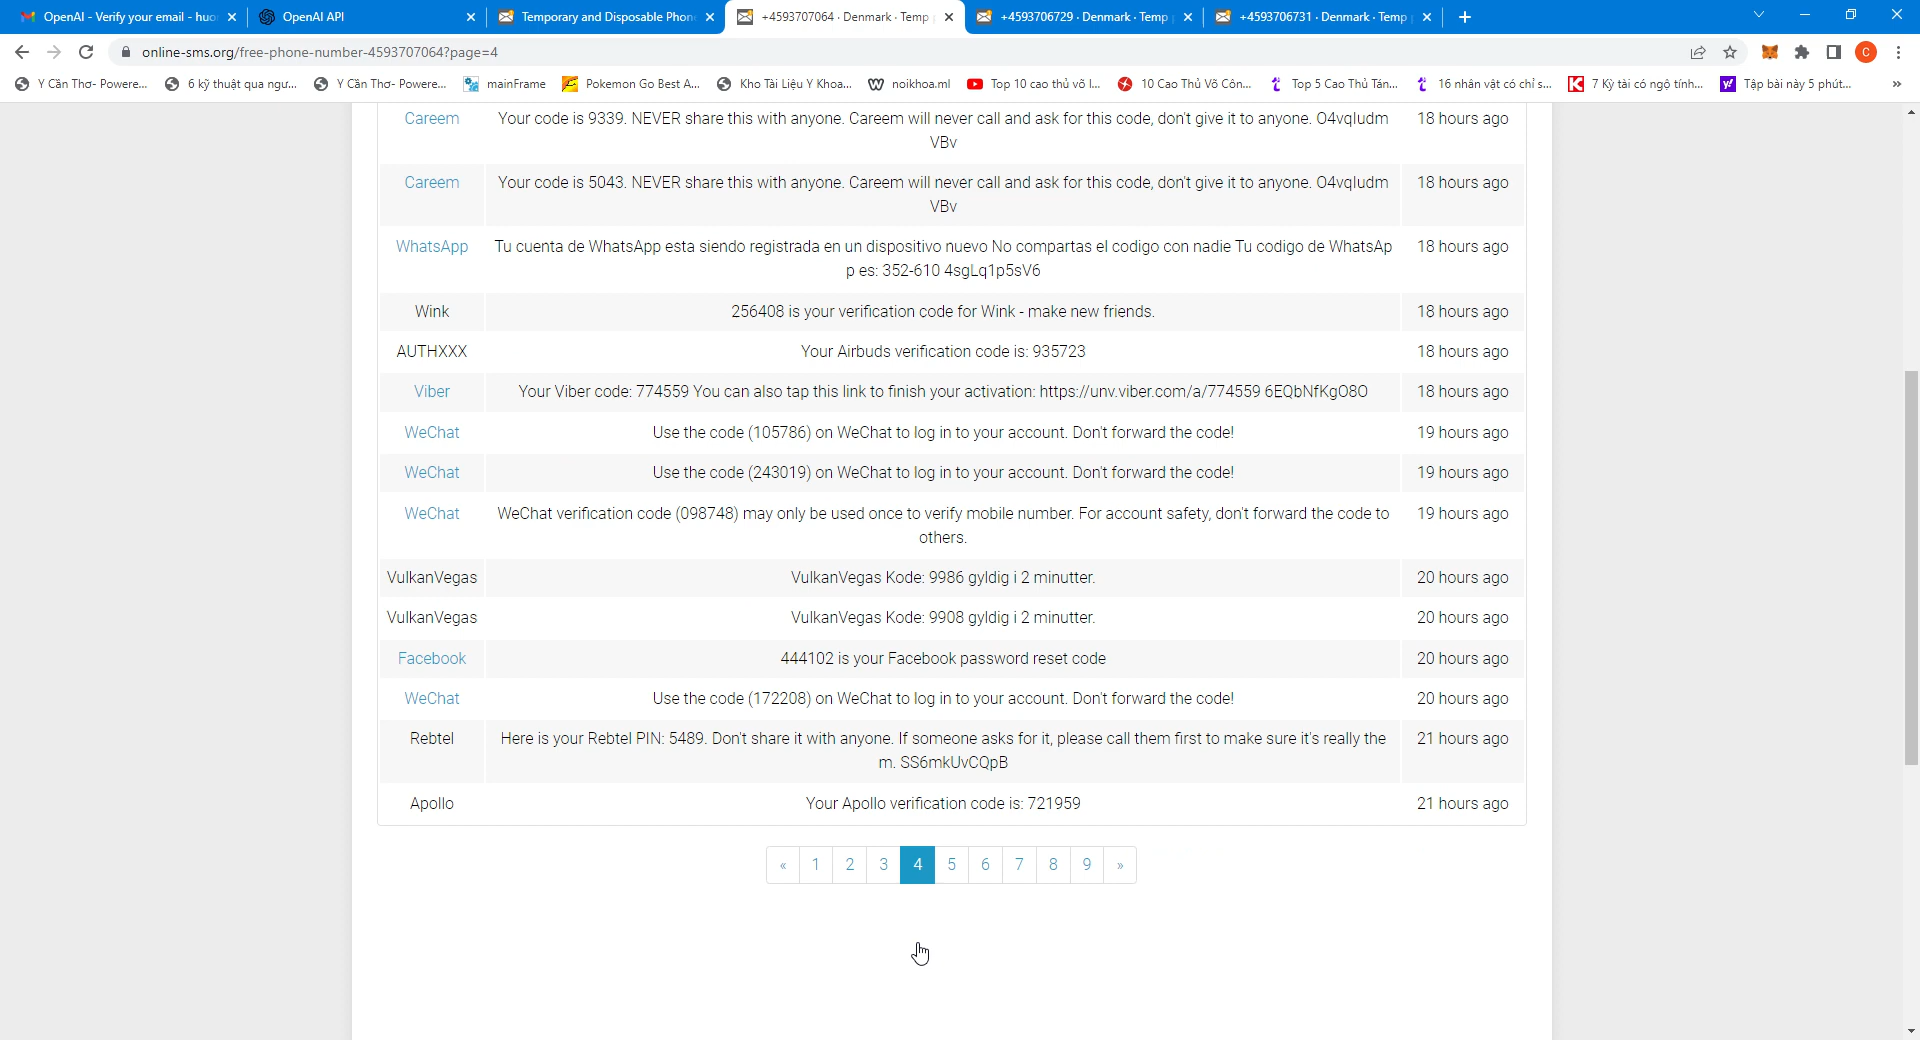 OpenAI - Verify your email - huo
OpenAI API
Temporary and Disposable Phon
+4593707064 · Denmark · Temp
+4593706729 · Denmark · Temp
+4593706731 · Denmark · Temp
online-sms.org/free-phone-number-4593707064?page=4
C
Y Cần Thơ- Powere...
6 kỹ thuật qua ngư...
Y Cần Thơ- Powere...
mainFrame
Pokemon Go Best A...
Kho Tài Liệu Y Khoa...
noikhoa.ml
Top 10 cao thủ võ l...
10 Cao Thủ Võ Côn...
Top 5 Cao Thủ Tán...
16 nhân vật có chỉ s...
7 Kỳ tài có ngộ tính...
Tập bài này 5 phút...
»
Careem Your code is 9339. NEVER share this with anyone. Careem will never call and ask for this code, don't give it to anyone. O4vqludm 18 hours ago
VBv
Careem Your code is 5043. NEVER share this with anyone. Careem will never call and ask for this code, don't give it to anyone. O4vqludm 18 hours ago
VBv
WhatsApp Tu cuenta de WhatsApp esta siendo registrada en un dispositivo nuevo No compartas el codigo con nadie Tu codigo de WhatsAp 18 hours ago
p es: 352-610 4sgLq1p5sV6
Wink 256408 is your verification code for Wink - make new friends. 18 hours ago
AUTHXXX Your Airbuds verification code is: 935723 18 hours ago
Viber Your Viber code: 774559 You can also tap this link to finish your activation: https://unv.viber.com/a/774559 6EQbNfKgO8O 18 hours ago
WeChat Use the code (105786) on WeChat to log in to your account. Don't forward the code! 19 hours ago
WeChat Use the code (243019) on WeChat to log in to your account. Don't forward the code! 19 hours ago
WeChat WeChat verification code (098748) may only be used once to verify mobile number. For account safety, don't forward the code to 19 hours ago
others.
VulkanVegas VulkanVegas Kode: 9986 gyldig i 2 minutter. 20 hours ago
VulkanVegas VulkanVegas Kode: 9908 gyldig i 2 minutter. 20 hours ago
Facebook 444102 is your Facebook password reset code 20 hours ago
WeChat Use the code (172208) on WeChat to log in to your account. Don't forward the code! 20 hours ago
Rebtel Here is your Rebtel PIN: 5489. Don't share it with anyone. If someone asks for it, please call them first to make sure it's really the 21 hours ago
m. SS6mkUvCQpB
Apollo Your Apollo verification code is: 721959 21 hours ago
« 1 2 3 4 5 6 7 8 9 »